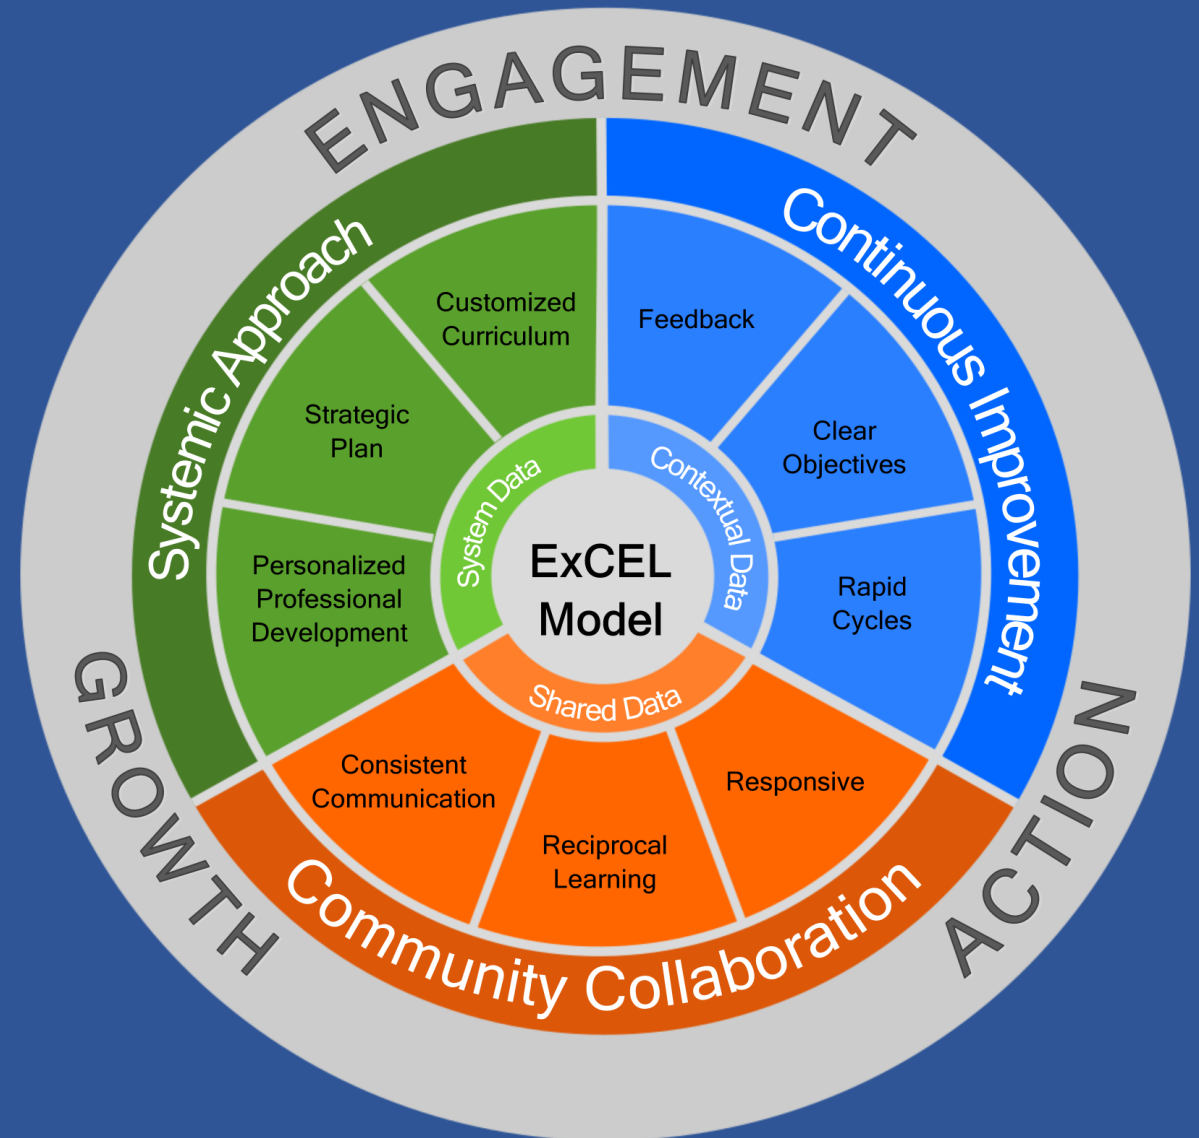 ENGAGEMENT
Systemic Approach
Continuous Improvement
Customized
Curriculum
Feedback
Strategic
Plan
Clear
Objectives
System Data
Contextual Data
ExCEL
Model
Personalized
Professional
Development
Rapid
Cycles
Shared Data
Consistent
Communication
Responsive
Reciprocal
Learning
Community Collaboration
GROWTH
ACTION